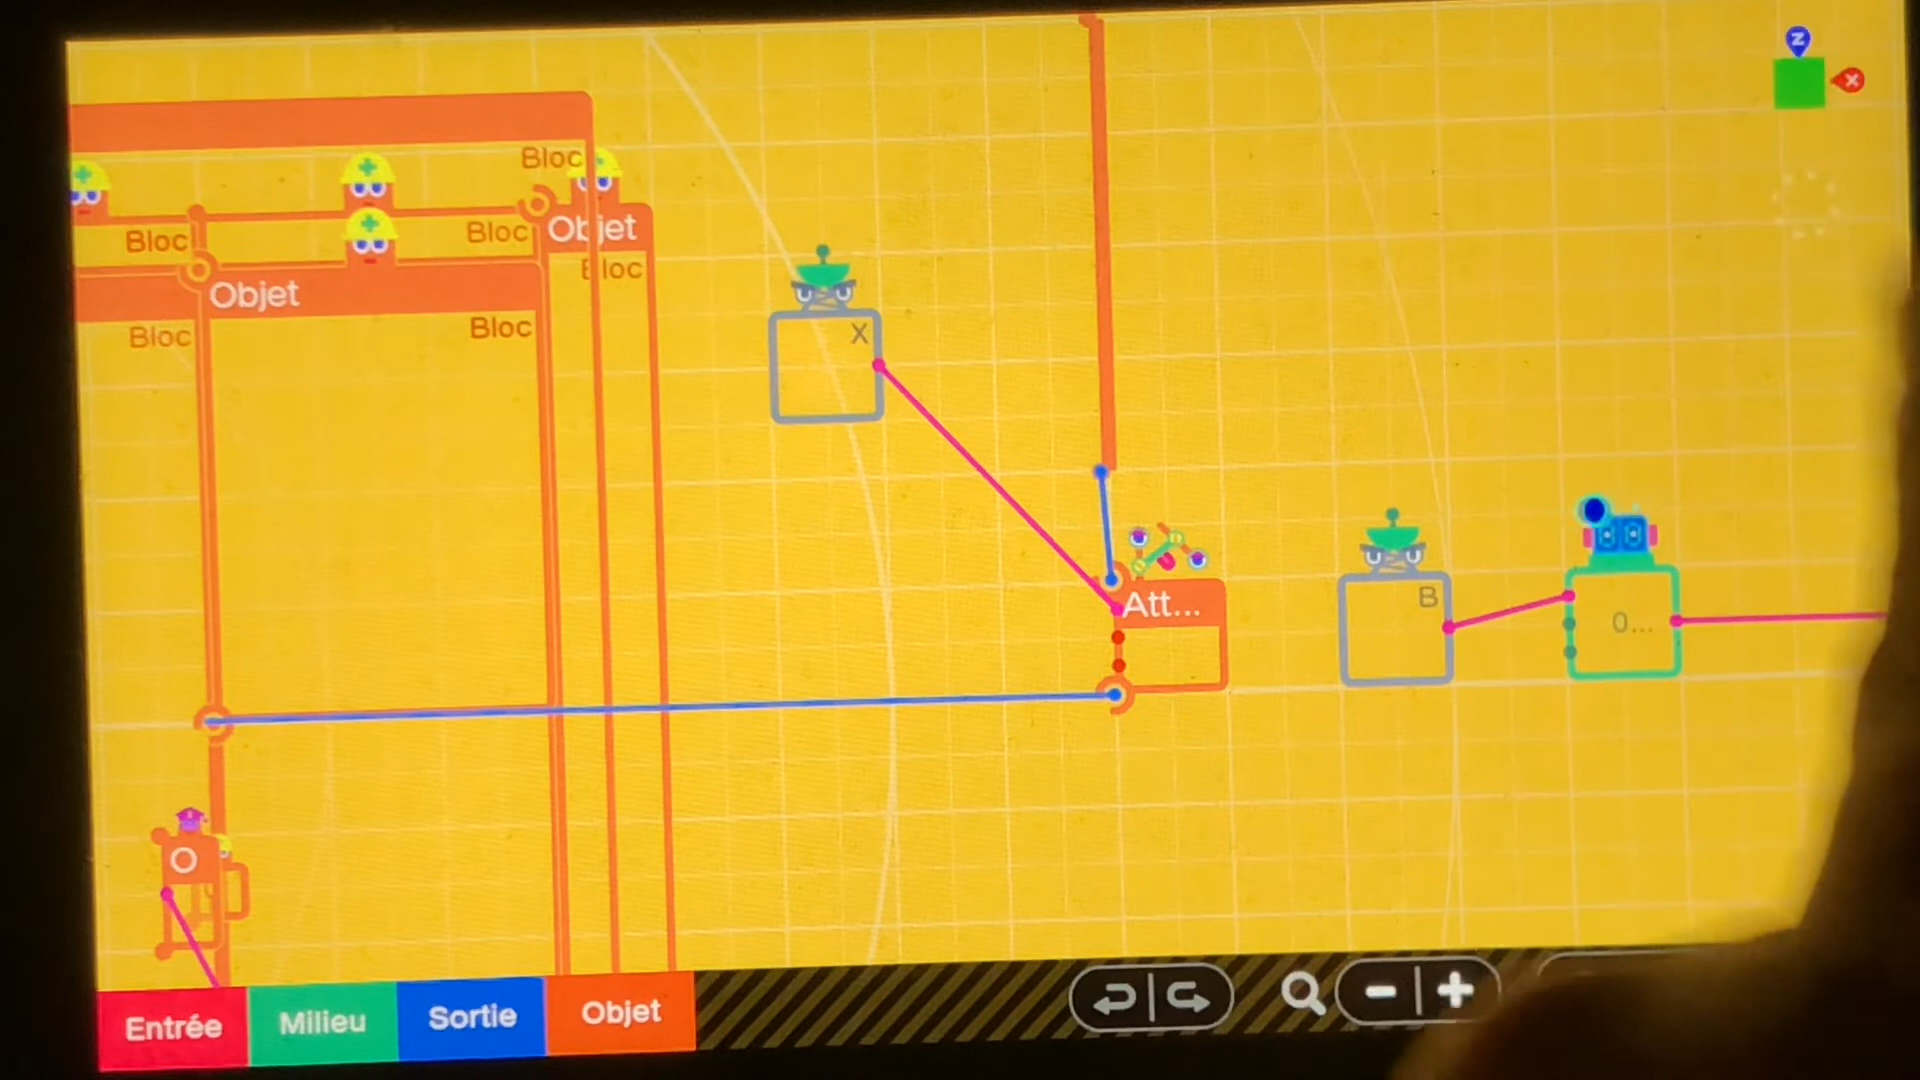 Z
X
Bloc
Bloc
Bloc
Objet
Bloc
Objet
Bloc
Bloc
X
Att...
B
0...
Entrée
Milieu
Sortie
Objet